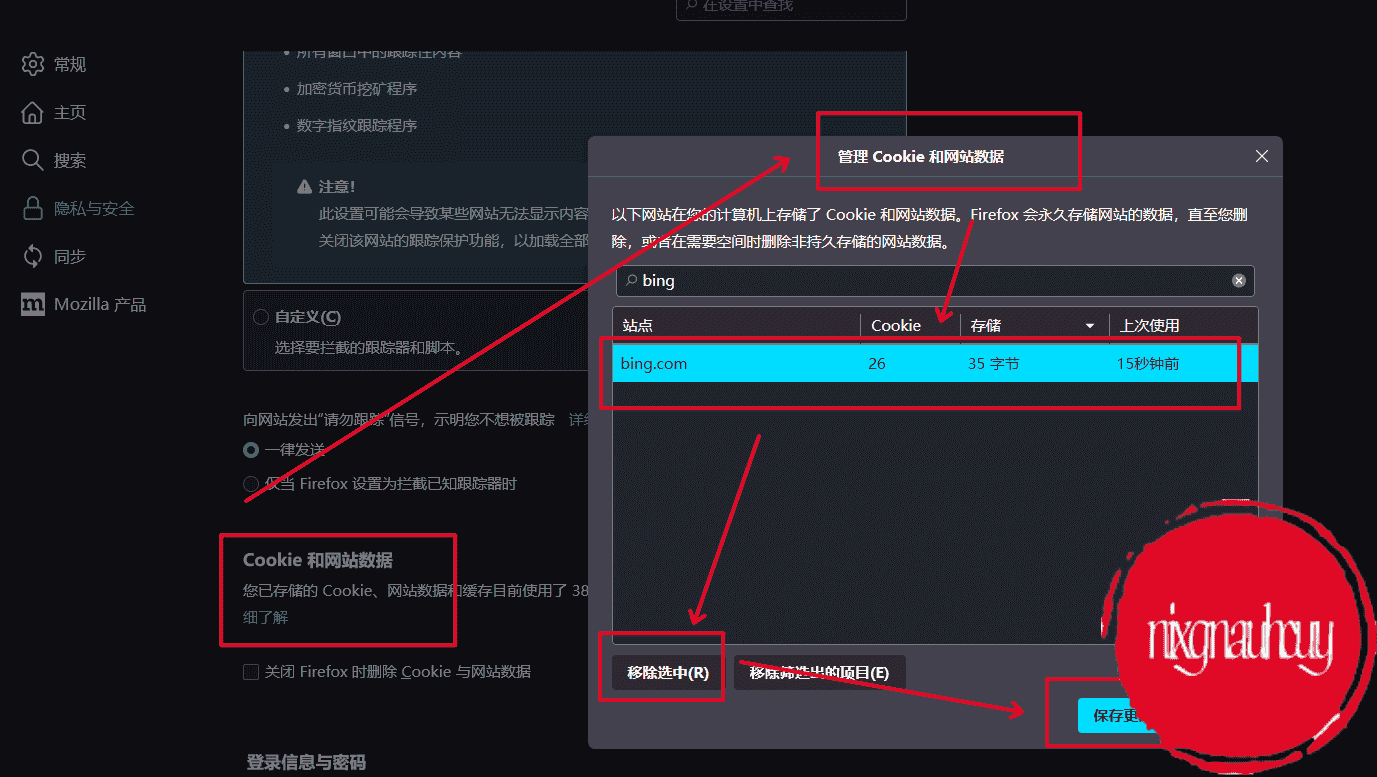 在设置中查找
常规
主页
搜索
隐私与安全
同步
Mozilla 产品
所有窗口中的跟踪性内容
加密货币挖矿程序
数字指纹跟踪程序
注意!
此设置可能会导致某些网站无法显示内容
关闭该网站的跟踪保护功能，以加载全部
自定义(C)
选择要拦截的跟踪器和脚本。
向网站发出“请勿跟踪”信号，示明您不想被跟踪 详
一律发送
仅当 Firefox 设置为拦截已知跟踪器时
Cookie 和网站数据
您已存储的 Cookie、网站数据和缓存目前使用了 38
细了解
关闭 Firefox 时删除 Cookie 与网站数据
登录信息与密码
管理 Cookie 和网站数据
以下网站在您的计算机上存储了 Cookie 和网站数据。Firefox 会永久存储网站的数据，直至您删
除，或者在需要空间时删除非持久存储的网站数据。
bing
站点 Cookie 存储 上次使用
bing.com 26 35 字节 15秒钟前
移除选中(R) 移除筛选出的项目(E)
保存更